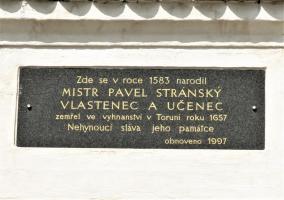 Zde se v roce 1583 narodil
MISTR PAVEL STRÁNSKÝ
VLASTENEC A UČENEC
zemřel ve vyhnanství v Toruni roku 1657
Nehynoucí sláva jeho památce
obnoveno 1997